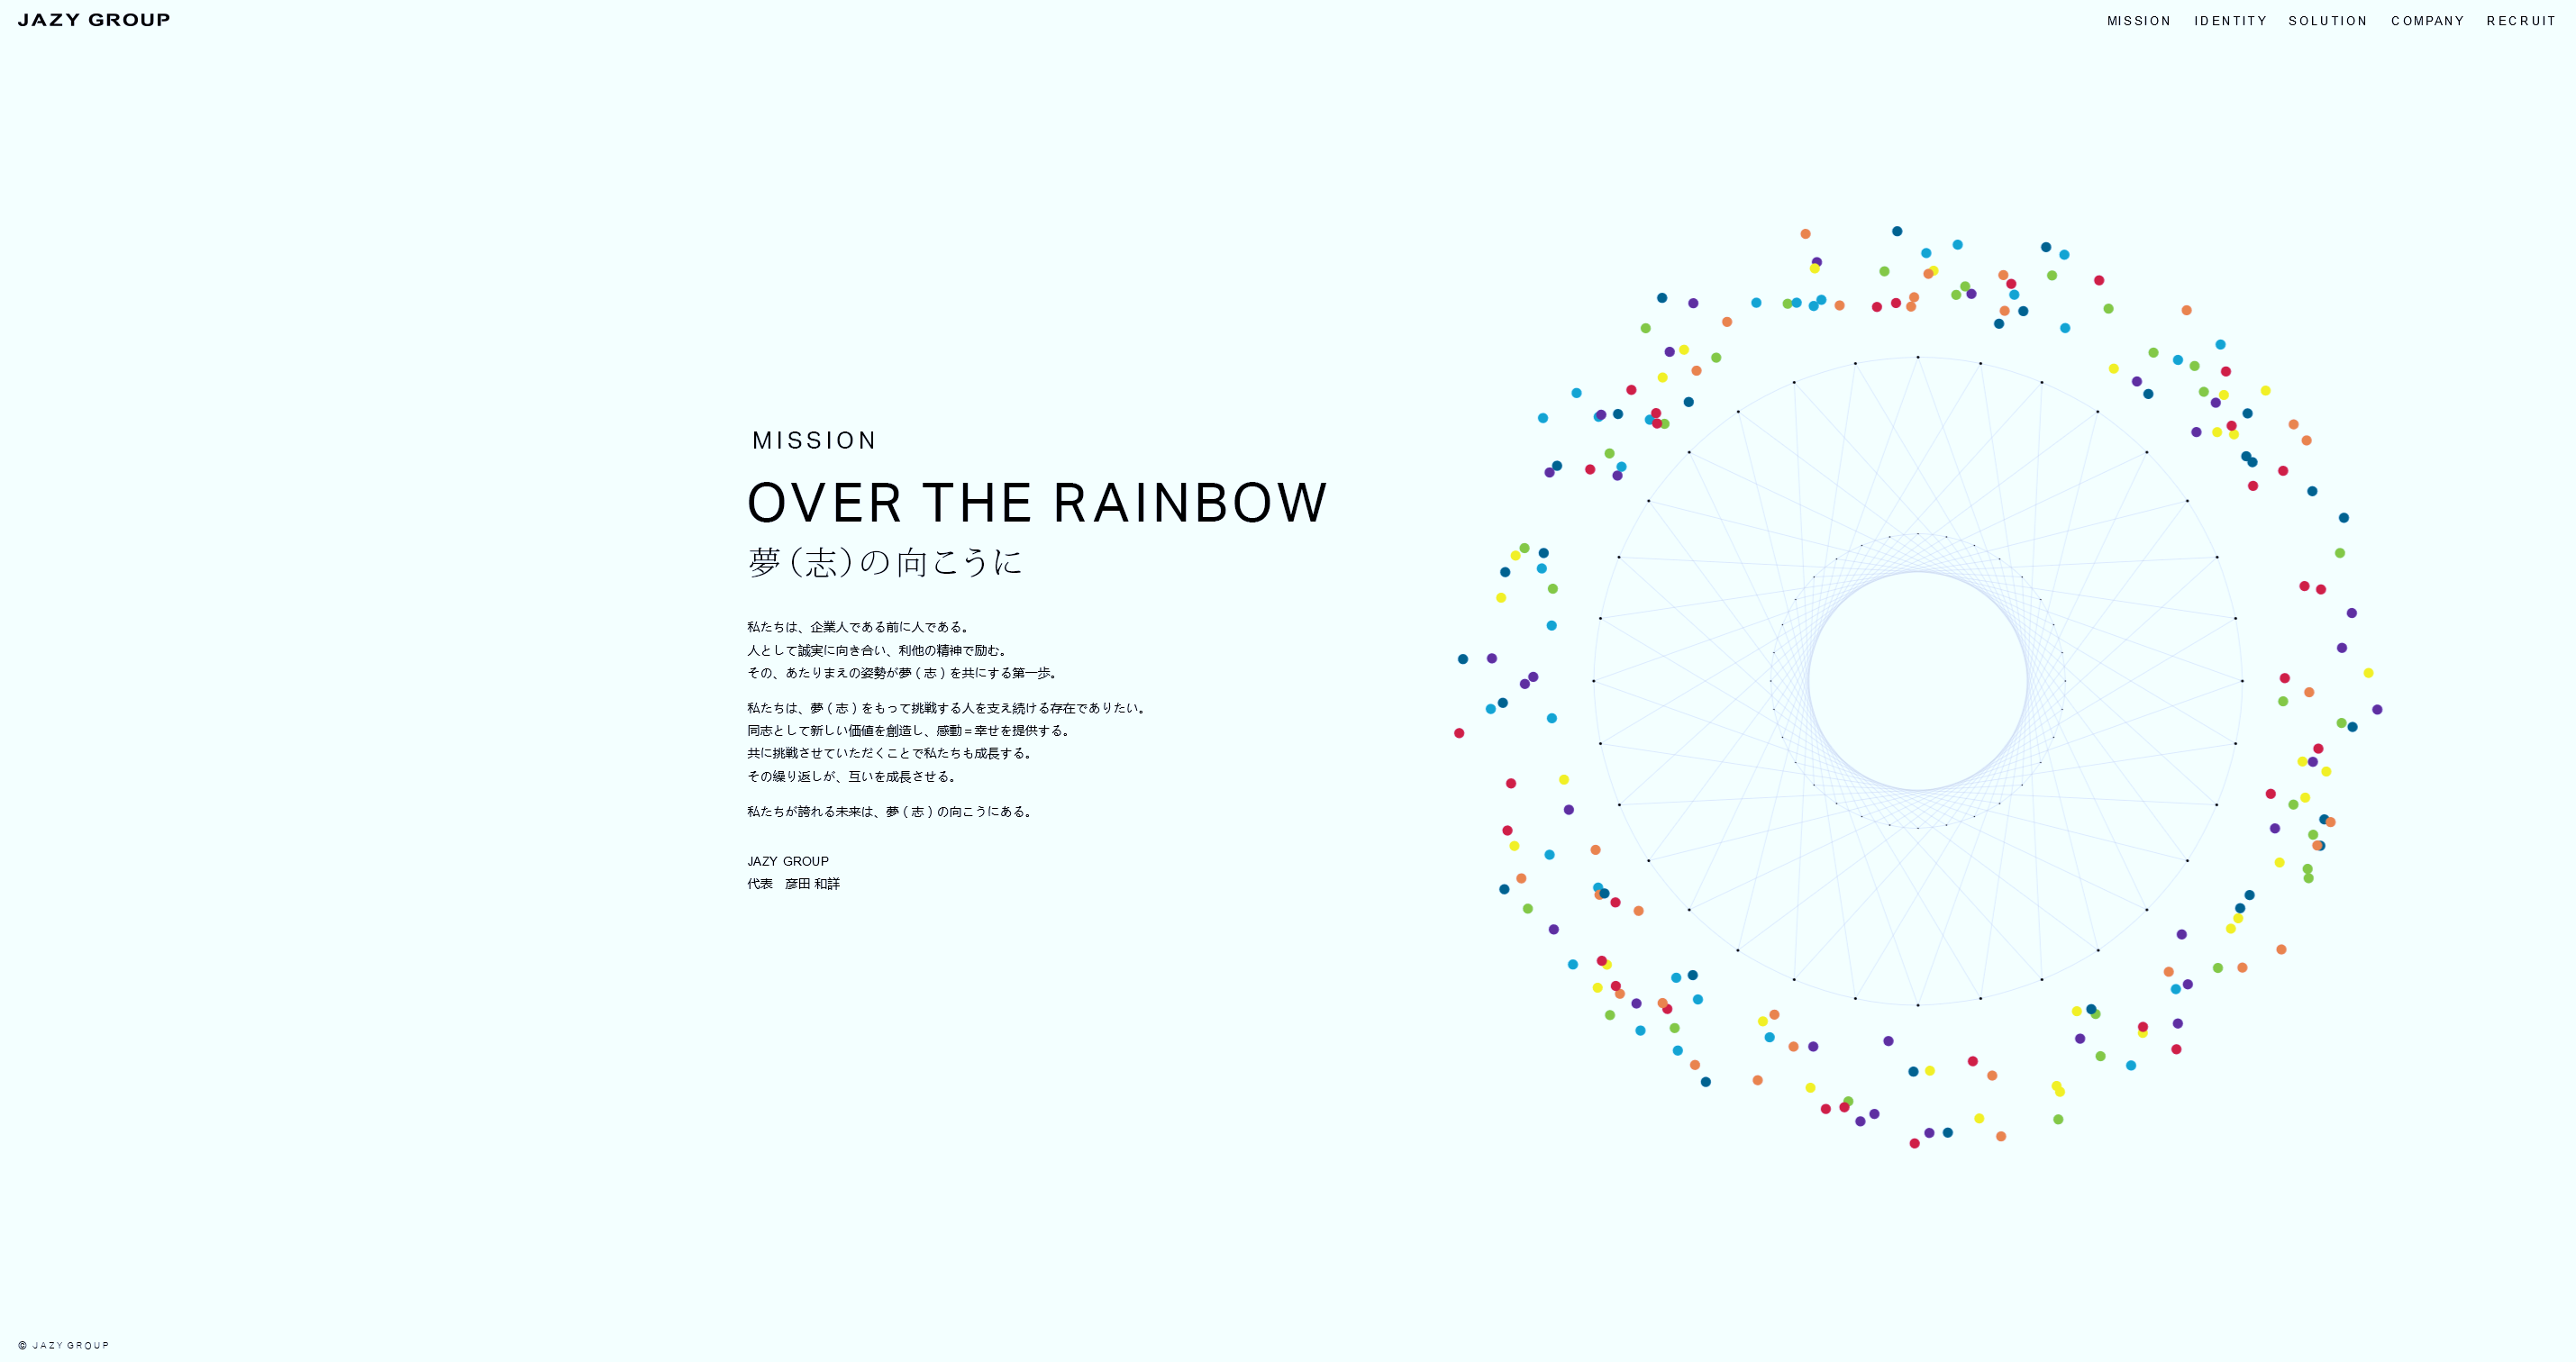 JAZY GROUP
MISSION IDENTITY SOLUTION COMPANY RECRUIT
MISSION
OVER THE RAINBOW
夢（志）の向こうに
私たちは、企業人である前に人である。
人として誠実に向き合い、利他の精神で励む。
その、あたりまえの姿勢が夢（志）を共にする第一歩。
私たちは、夢（志）をもって挑戦する人を支え続ける存在でありたい。
同志として新しい価値を創造し、感動＝幸せを提供する。
共に挑戦させていただくことで私たちも成長する。
その繰り返しが、互いを成長させる。
私たちが誇れる未来は、夢（志）の向こうにある。
JAZY GROUP
代表　彦田 和詳
© JAZY GROUP